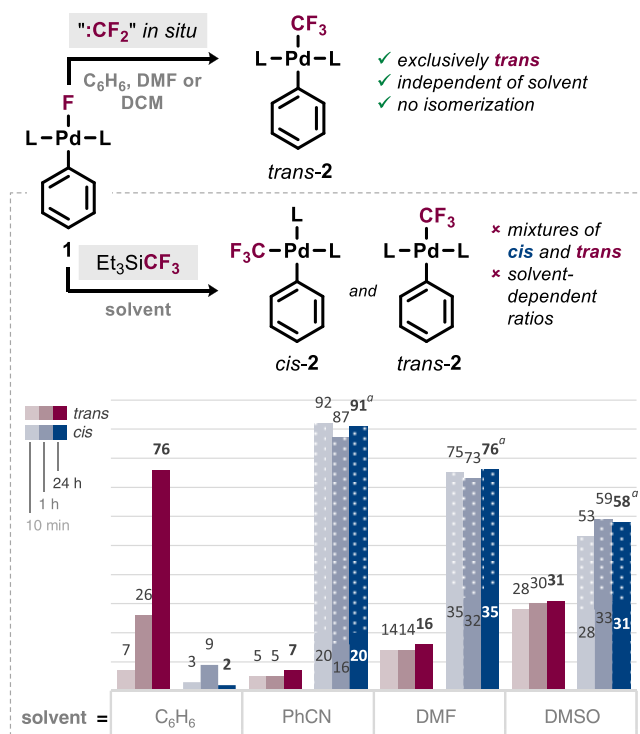 ":CF2" in situ
C6H6, DMF or
DCM
F
L–Pd–L
1
CF3
L–Pd–L
trans-2
✓ exclusively trans
✓ independent of solvent
✓ no isomerization
Et3SiCF3
solvent
L
F3C–Pd–L
cis-2
and
CF3
L–Pd–L
trans-2
× mixtures of
cis and trans
× solvent-
dependent
ratios
trans
cis
24 h
1 h
10 min
7
26
76
3
9
2
5
5
7
92
87
91a
20
16
20
14
14
16
75
73
76a
35
32
35
28
30
31
53
59
58a
28
33
31
solvent =
C6H6
PhCN
DMF
DMSO